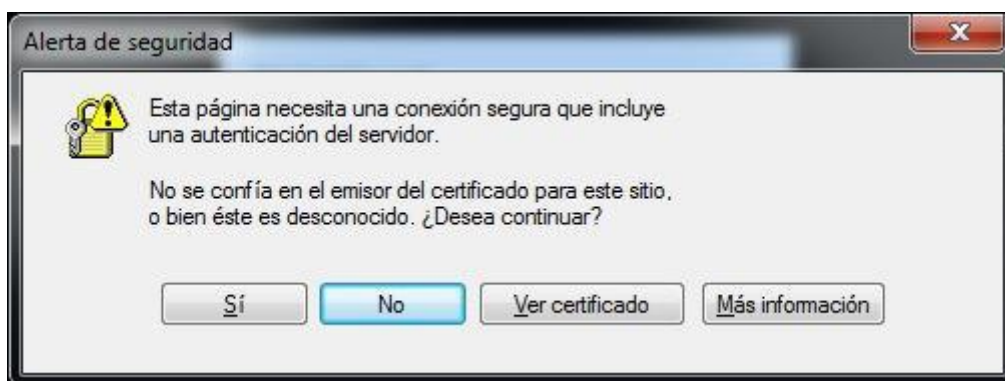 Alerta de seguridad
Esta página necesita una conexión segura que incluye
una autenticación del servidor.
No se confía en el emisor del certificado para este sitio,
o bien éste es desconocido. ¿Desea continuar?
Sí
No
Ver certificado
Más información